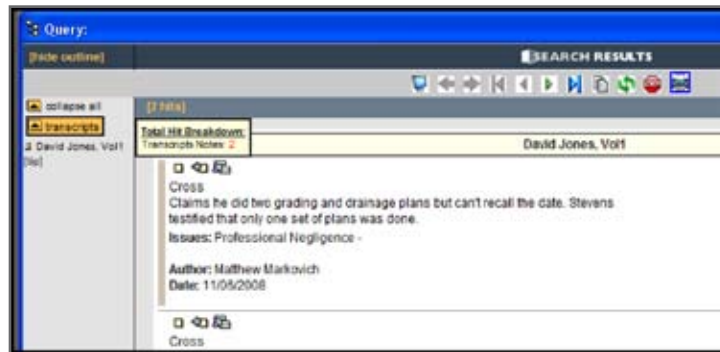 Query:
[hide outline]
SEARCH RESULTS
collapse all
[2 hits]
transcripts
Total Hit Breakdown:
Transcripts Notes: 2
2 David Jones, Vol1
David Jones, Vol1
Cross
Claims he did two grading and drainage plans but can't recall the date. Stevens
testified that only one set of plans was done.
Issues: Professional Negligence -
Author: Matthew Markovich
Date: 11/05/2008
Cross